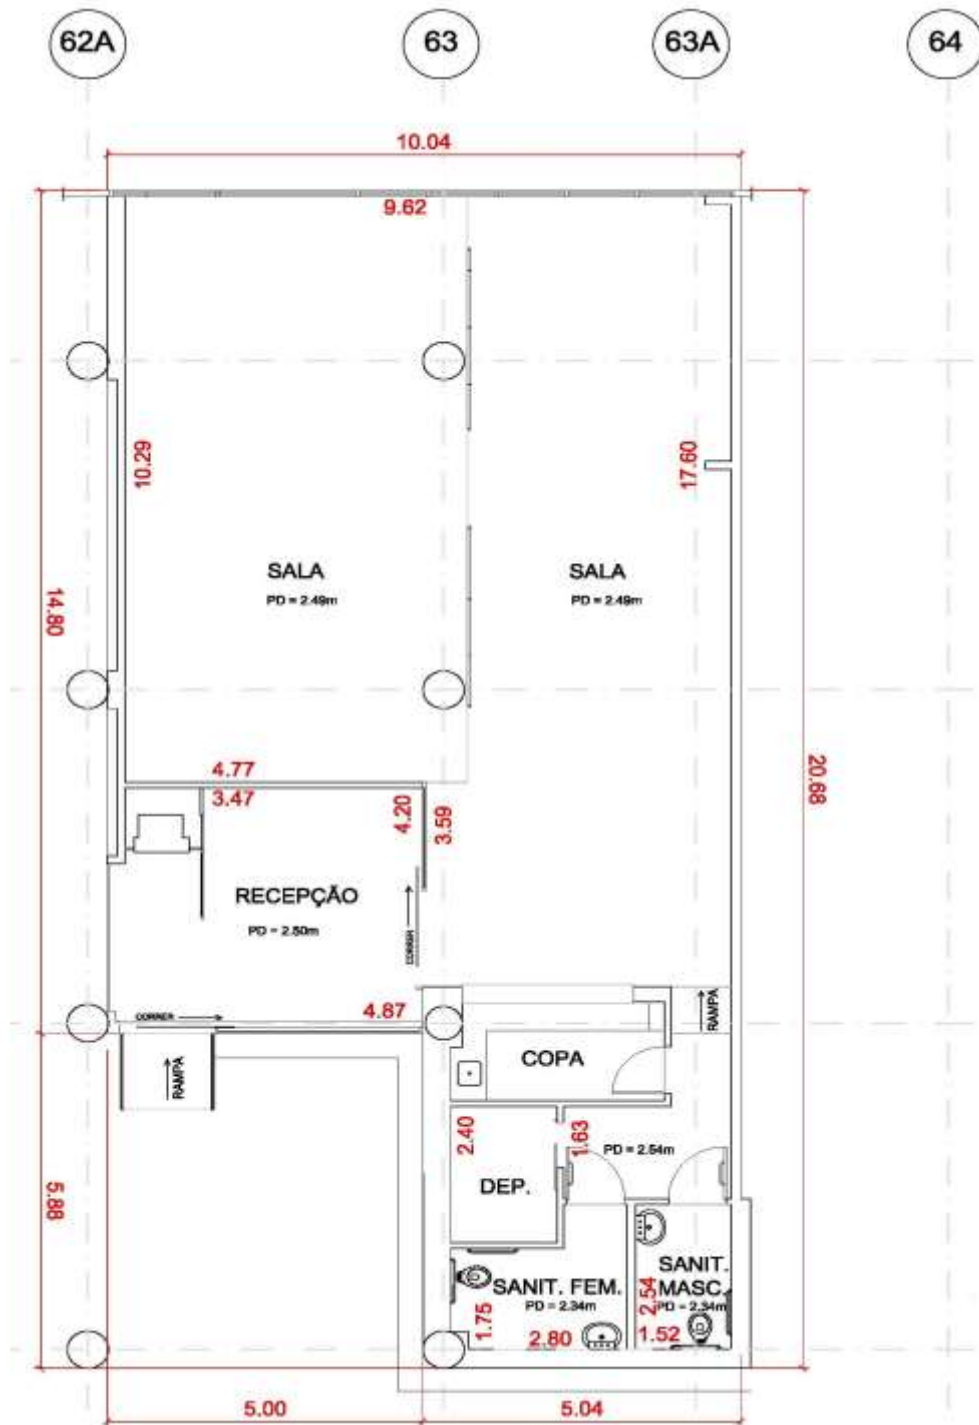 62A
63
63A
64
10.04
9.62
10.29
17.60
SALA
PD = 2.49m
SALA
PD = 2.49m
14.80
20.68
4.77
3.47
4.20
3.59
RECEPÇÃO
PD = 2.50m
CORRER
CORRER
4.87
RAMPA
RAMPA
COPA
2.40
1.63
PD = 2.54m
DEP.
5.88
SANIT. FEM.
PD = 2.34m
SANIT.
MASC.
PD = 2.34m
2.54
1.75
2.80
1.52
5.00
5.04